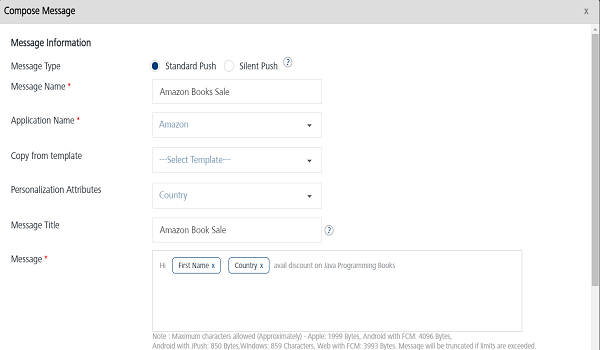 Compose Message x
Message Information
Message Type Standard Push Silent Push ?
Message Name * Amazon Books Sale
Application Name * Amazon
Copy from template ---Select Template---
Personalization Attributes Country
Message Title Amazon Book Sale ?
Message * Hi First Name x Country x avail discount on Java Programming Books
Note : Maximum characters allowed (Approximately) - Apple: 1999 Bytes, Android with FCM: 4096 Bytes,
Android with JPush: 850 Bytes,Windows: 859 Characters, Web with FCM: 3993 Bytes. Message will be truncated if limits are exceeded.